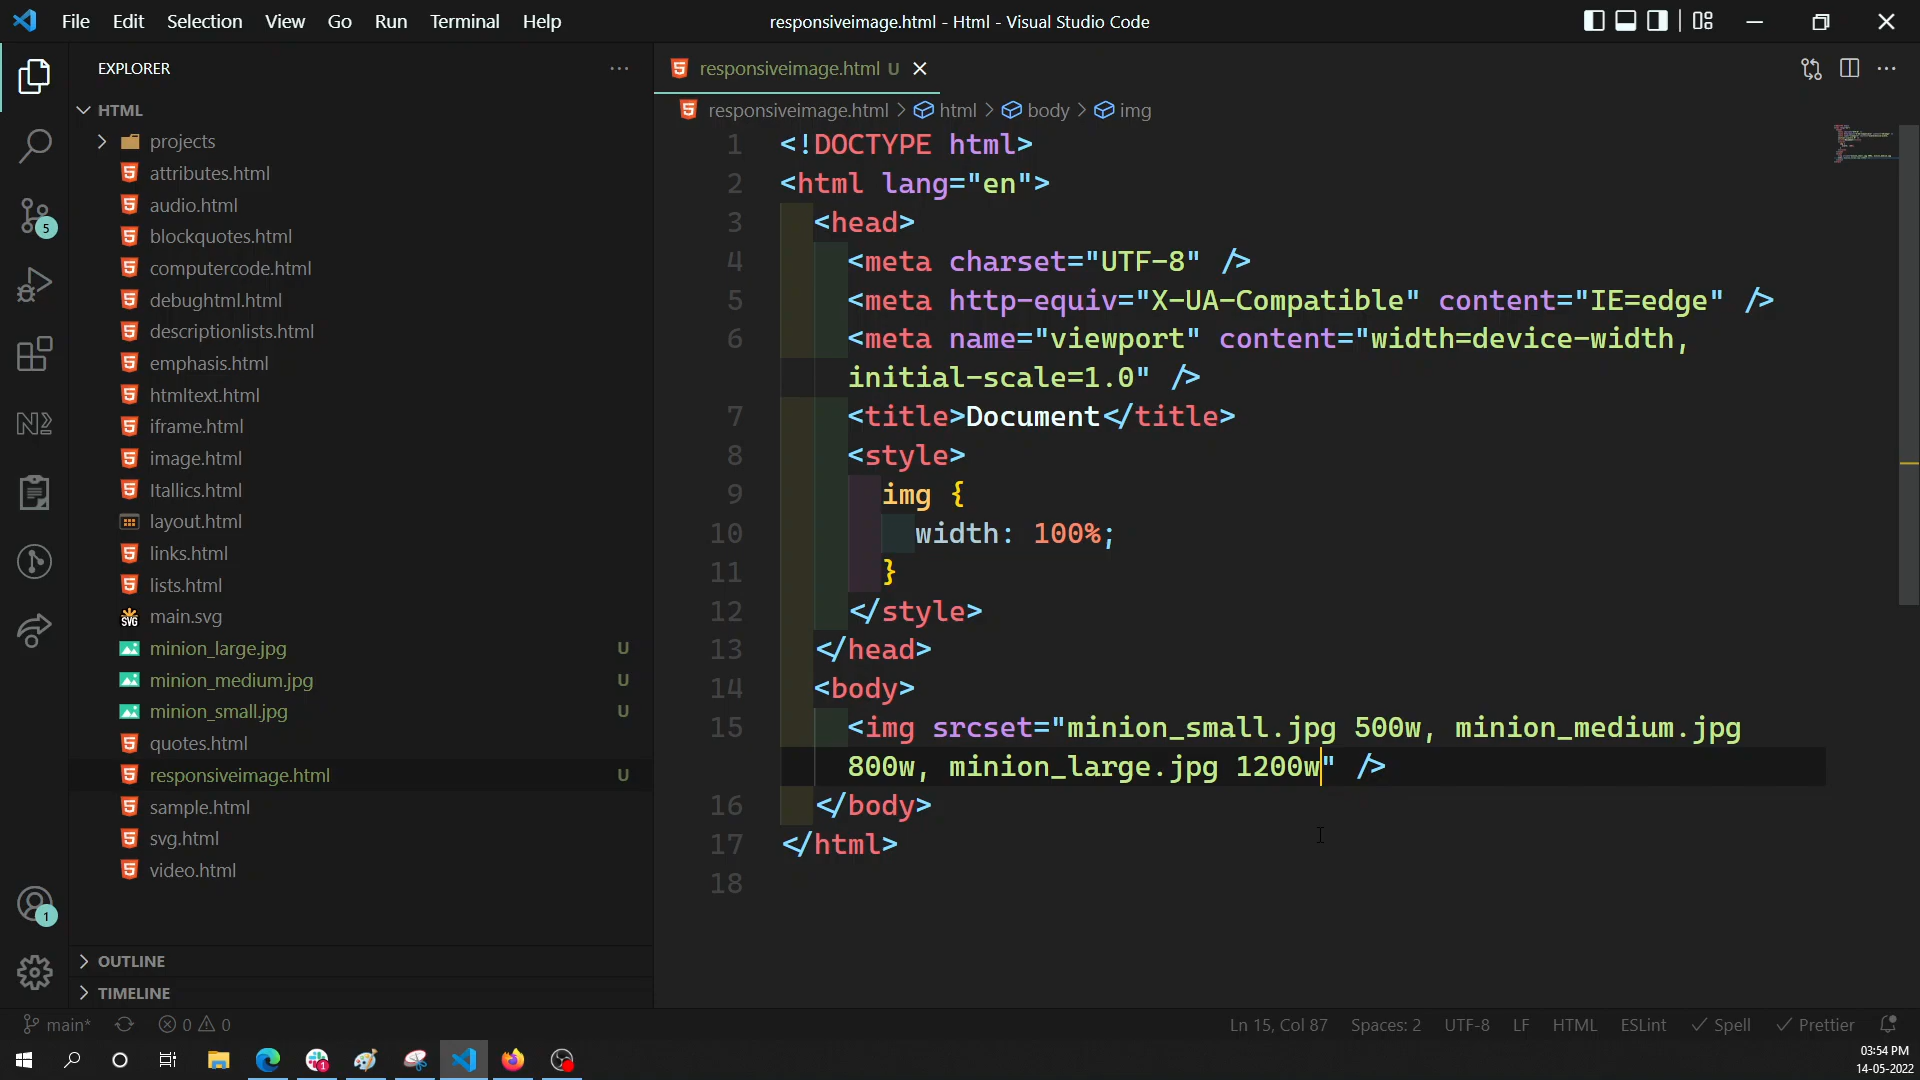 File Edit Selection View Go Run Terminal Help
responsiveimage.html - Html - Visual Studio Code
EXPLORER
HTML
projects
attributes.html
audio.html
blockquotes.html
computercode.html
debughtml.html
descriptionlists.html
emphasis.html
htmltext.html
iframe.html
image.html
Itallics.html
layout.html
links.html
lists.html
main.svg
minion_large.jpg U
minion_medium.jpg U
minion_small.jpg U
quotes.html
responsiveimage.html U
sample.html
svg.html
video.html
OUTLINE
TIMELINE
5
1
responsiveimage.html U
responsiveimage.html > html > body > img
1 <!DOCTYPE html>
2 <html lang="en">
3 <head>
4 <meta charset="UTF-8" />
5 <meta http-equiv="X-UA-Compatible" content="IE=edge" />
6 <meta name="viewport" content="width=device-width,
initial-scale=1.0" />
7 <title>Document</title>
8 <style>
9 img {
10 width: 100%;
11 }
12 </style>
13 </head>
14 <body>
15 <img srcset="minion_small.jpg 500w, minion_medium.jpg
800w, minion_large.jpg 1200w" />
16 </body>
17 </html>
18
main* 0 0
Ln 15, Col 87 Spaces: 2 UTF-8 LF HTML ESLint Spell Prettier
03:54 PM
14-05-2022